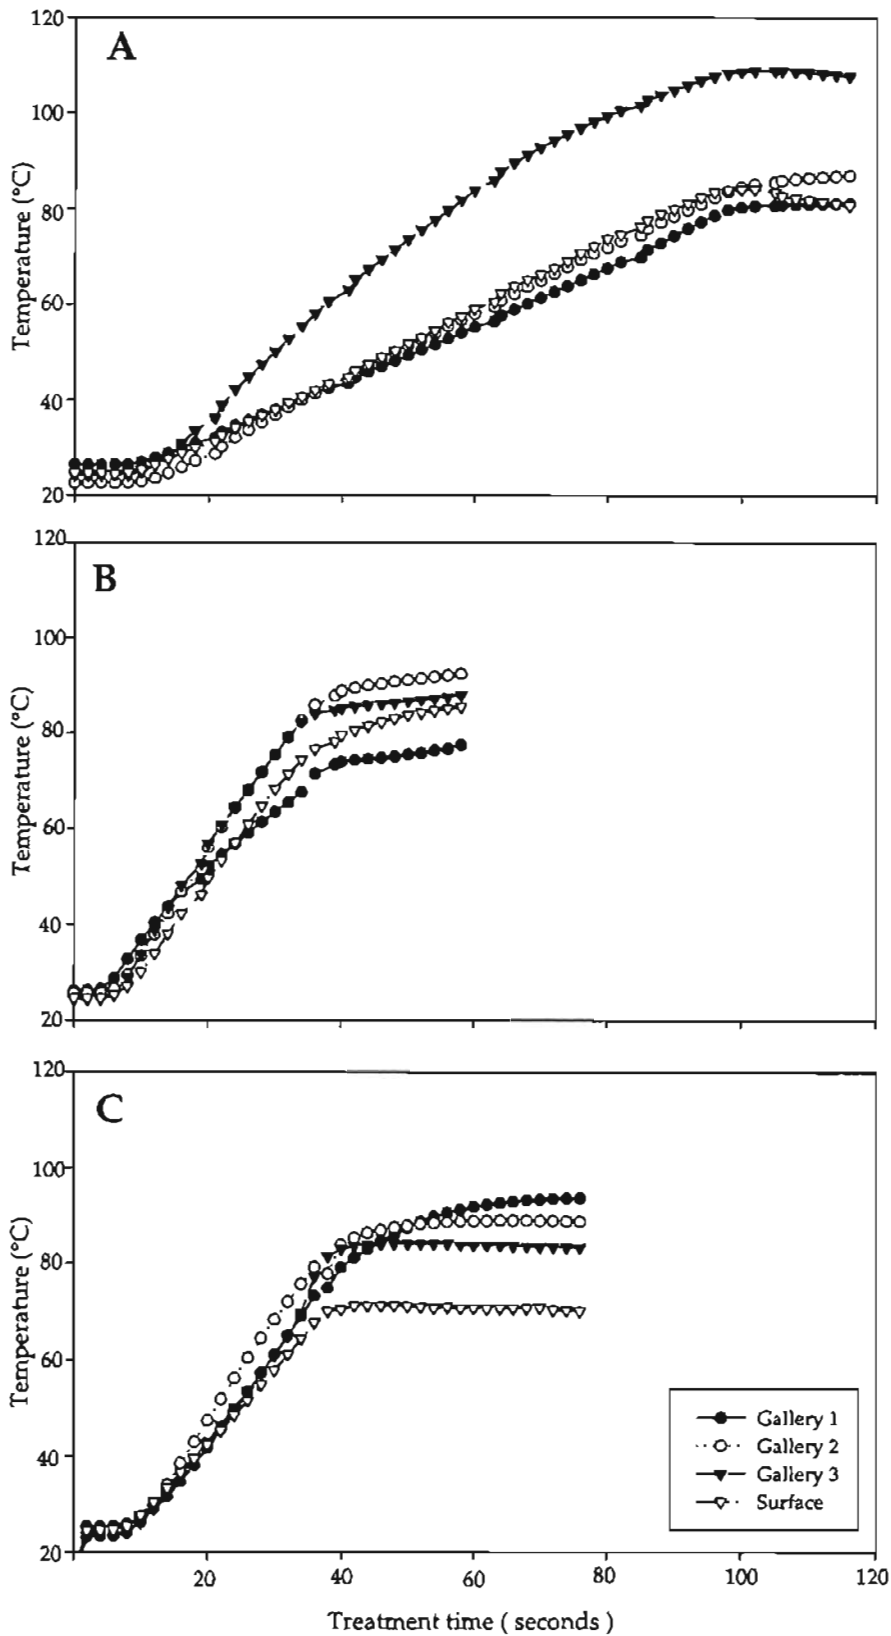 A
120
100
80
60
40
20
Temperature (°C)
B
120
100
80
60
40
20
Temperature (°C)
C
120
100
80
60
40
20
Temperature (°C)
Gallery 1
Gallery 2
Gallery 3
Surface
20 40 60 80 100 120
Treatment time ( seconds )